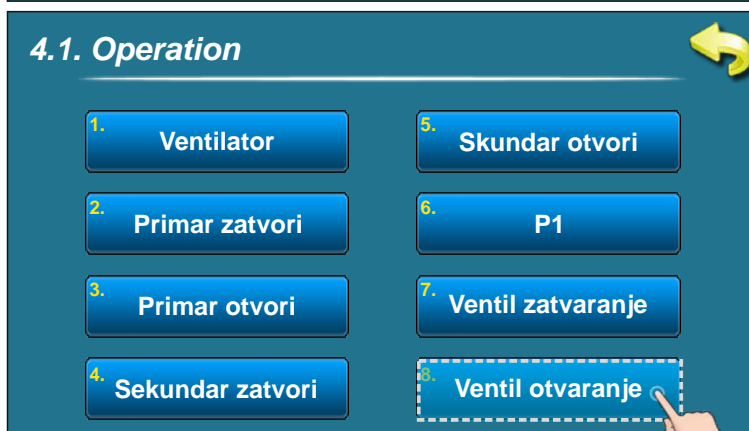 4.1. Operation
1. Ventilator
2. Primar zatvori
3. Primar otvori
4. Sekundar zatvori
5. Skundar otvori
6. P1
7. Ventil zatvaranje
8. Ventil otvaranje